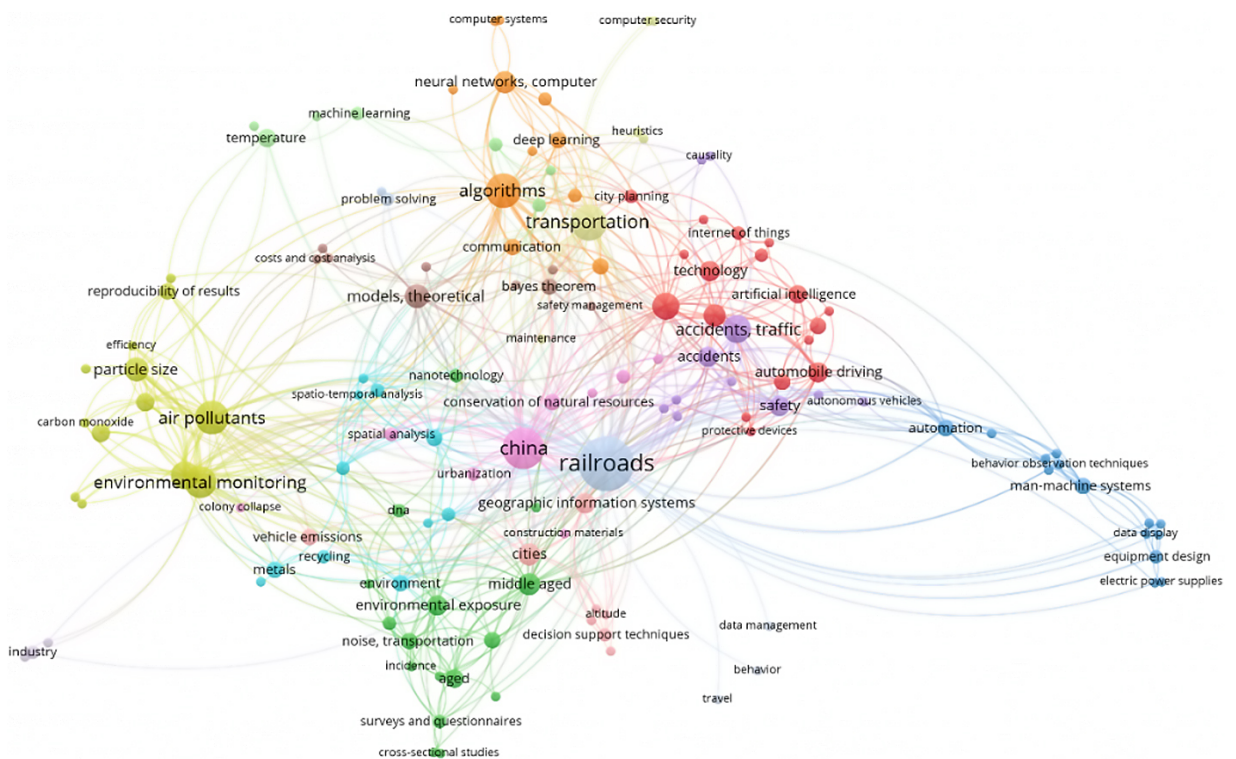 computer systems
computer security
neural networks, computer
machine learning
temperature
deep learning
heuristics
causality
problem solving
algorithms
city planning
transportation
internet of things
communication
costs and cost analysis
technology
reproducibility of results
models, theoretical
bayes theorem
artificial intelligence
safety management
accidents, traffic
maintenance
efficiency
accidents
particle size
nanotechnology
automobile driving
spatio-temporal analysis
conservation of natural resources
autonomous vehicles
safety
air pollutants
carbon monoxide
protective devices
automation
spatial analysis
china
railroads
behavior observation techniques
urbanization
environmental monitoring
man-machine systems
colony collapse
geographic information systems
dna
vehicle emissions
construction materials
data display
recycling
cities
equipment design
metals
environment
middle aged
electric power supplies
environmental exposure
altitude
data management
noise, transportation
decision support techniques
industry
incidence
behavior
aged
travel
surveys and questionnaires
cross-sectional studies